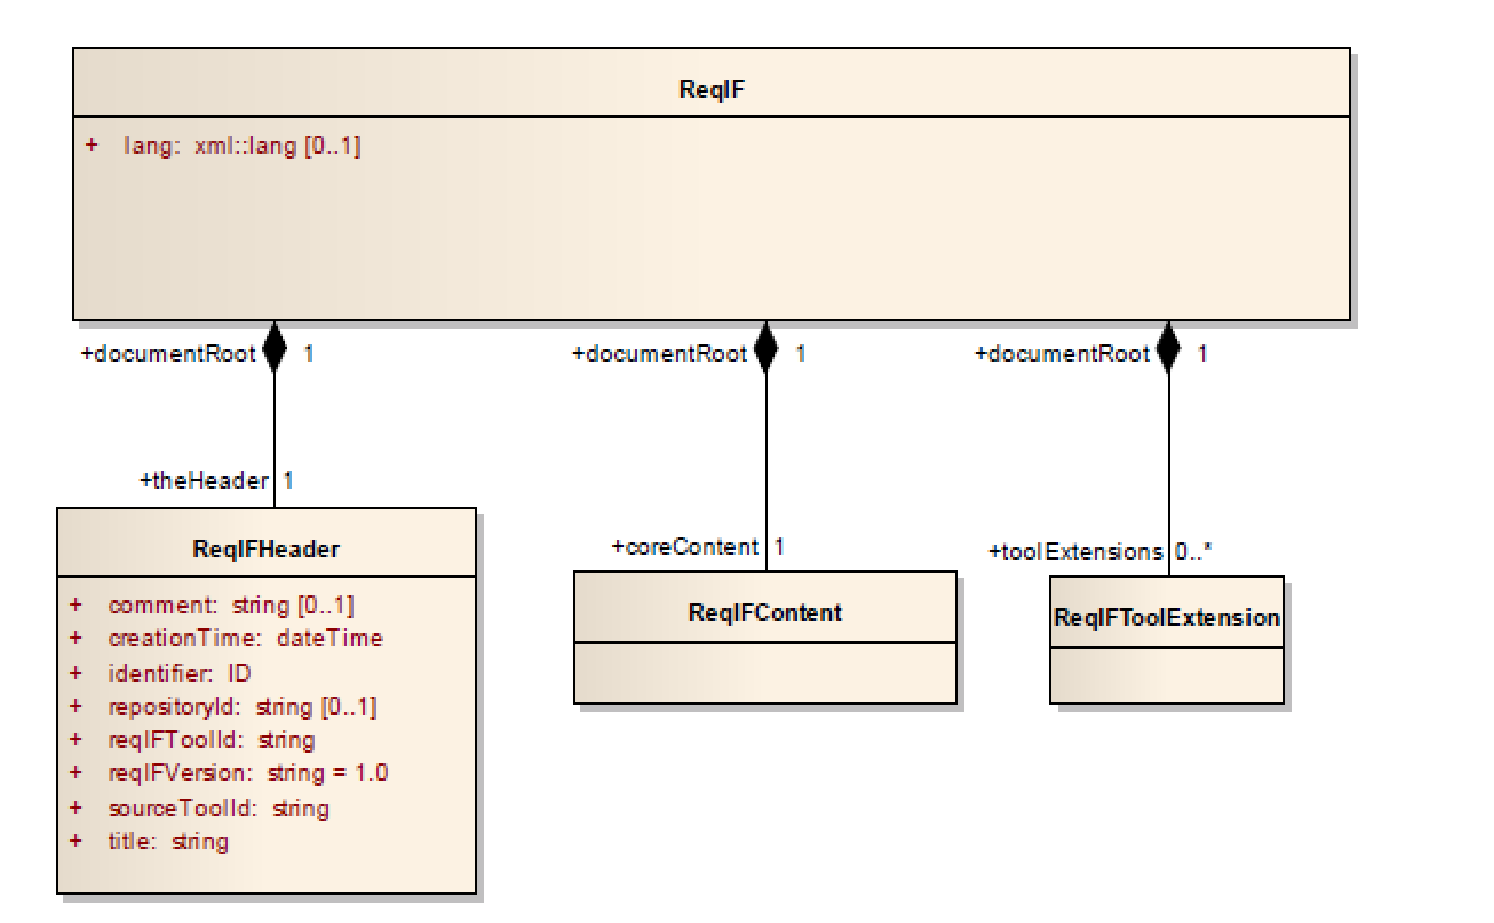 ReqIF
+ lang: xml::lang [0..1]
+documentRoot 1
+documentRoot 1
+documentRoot 1
+theHeader 1
+coreContent 1
+toolExtensions 0..*
ReqIFHeader
+ comment: string [0..1]
+ creationTime: dateTime
+ identifier: ID
+ repositoryId: string [0..1]
+ reqIFToolId: string
+ reqIFVersion: string = 1.0
+ sourceToolId: string
+ title: string
ReqIFContent
ReqIFToolExtension